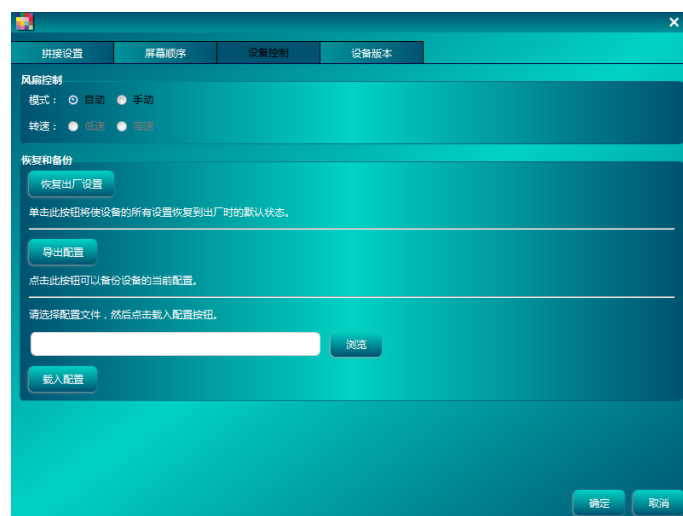 拼接设置 屏幕顺序 设备控制 设备版本
风扇控制
模式： 自动 手动
转速： 低速 高速
恢复和备份
恢复出厂设置
单击此按钮将使设备的所有设置恢复到出厂时的默认状态。
导出配置
点击此按钮可以备份设备的当前配置。
请选择配置文件，然后点击载入配置按钮。
浏览
载入配置
确定 取消